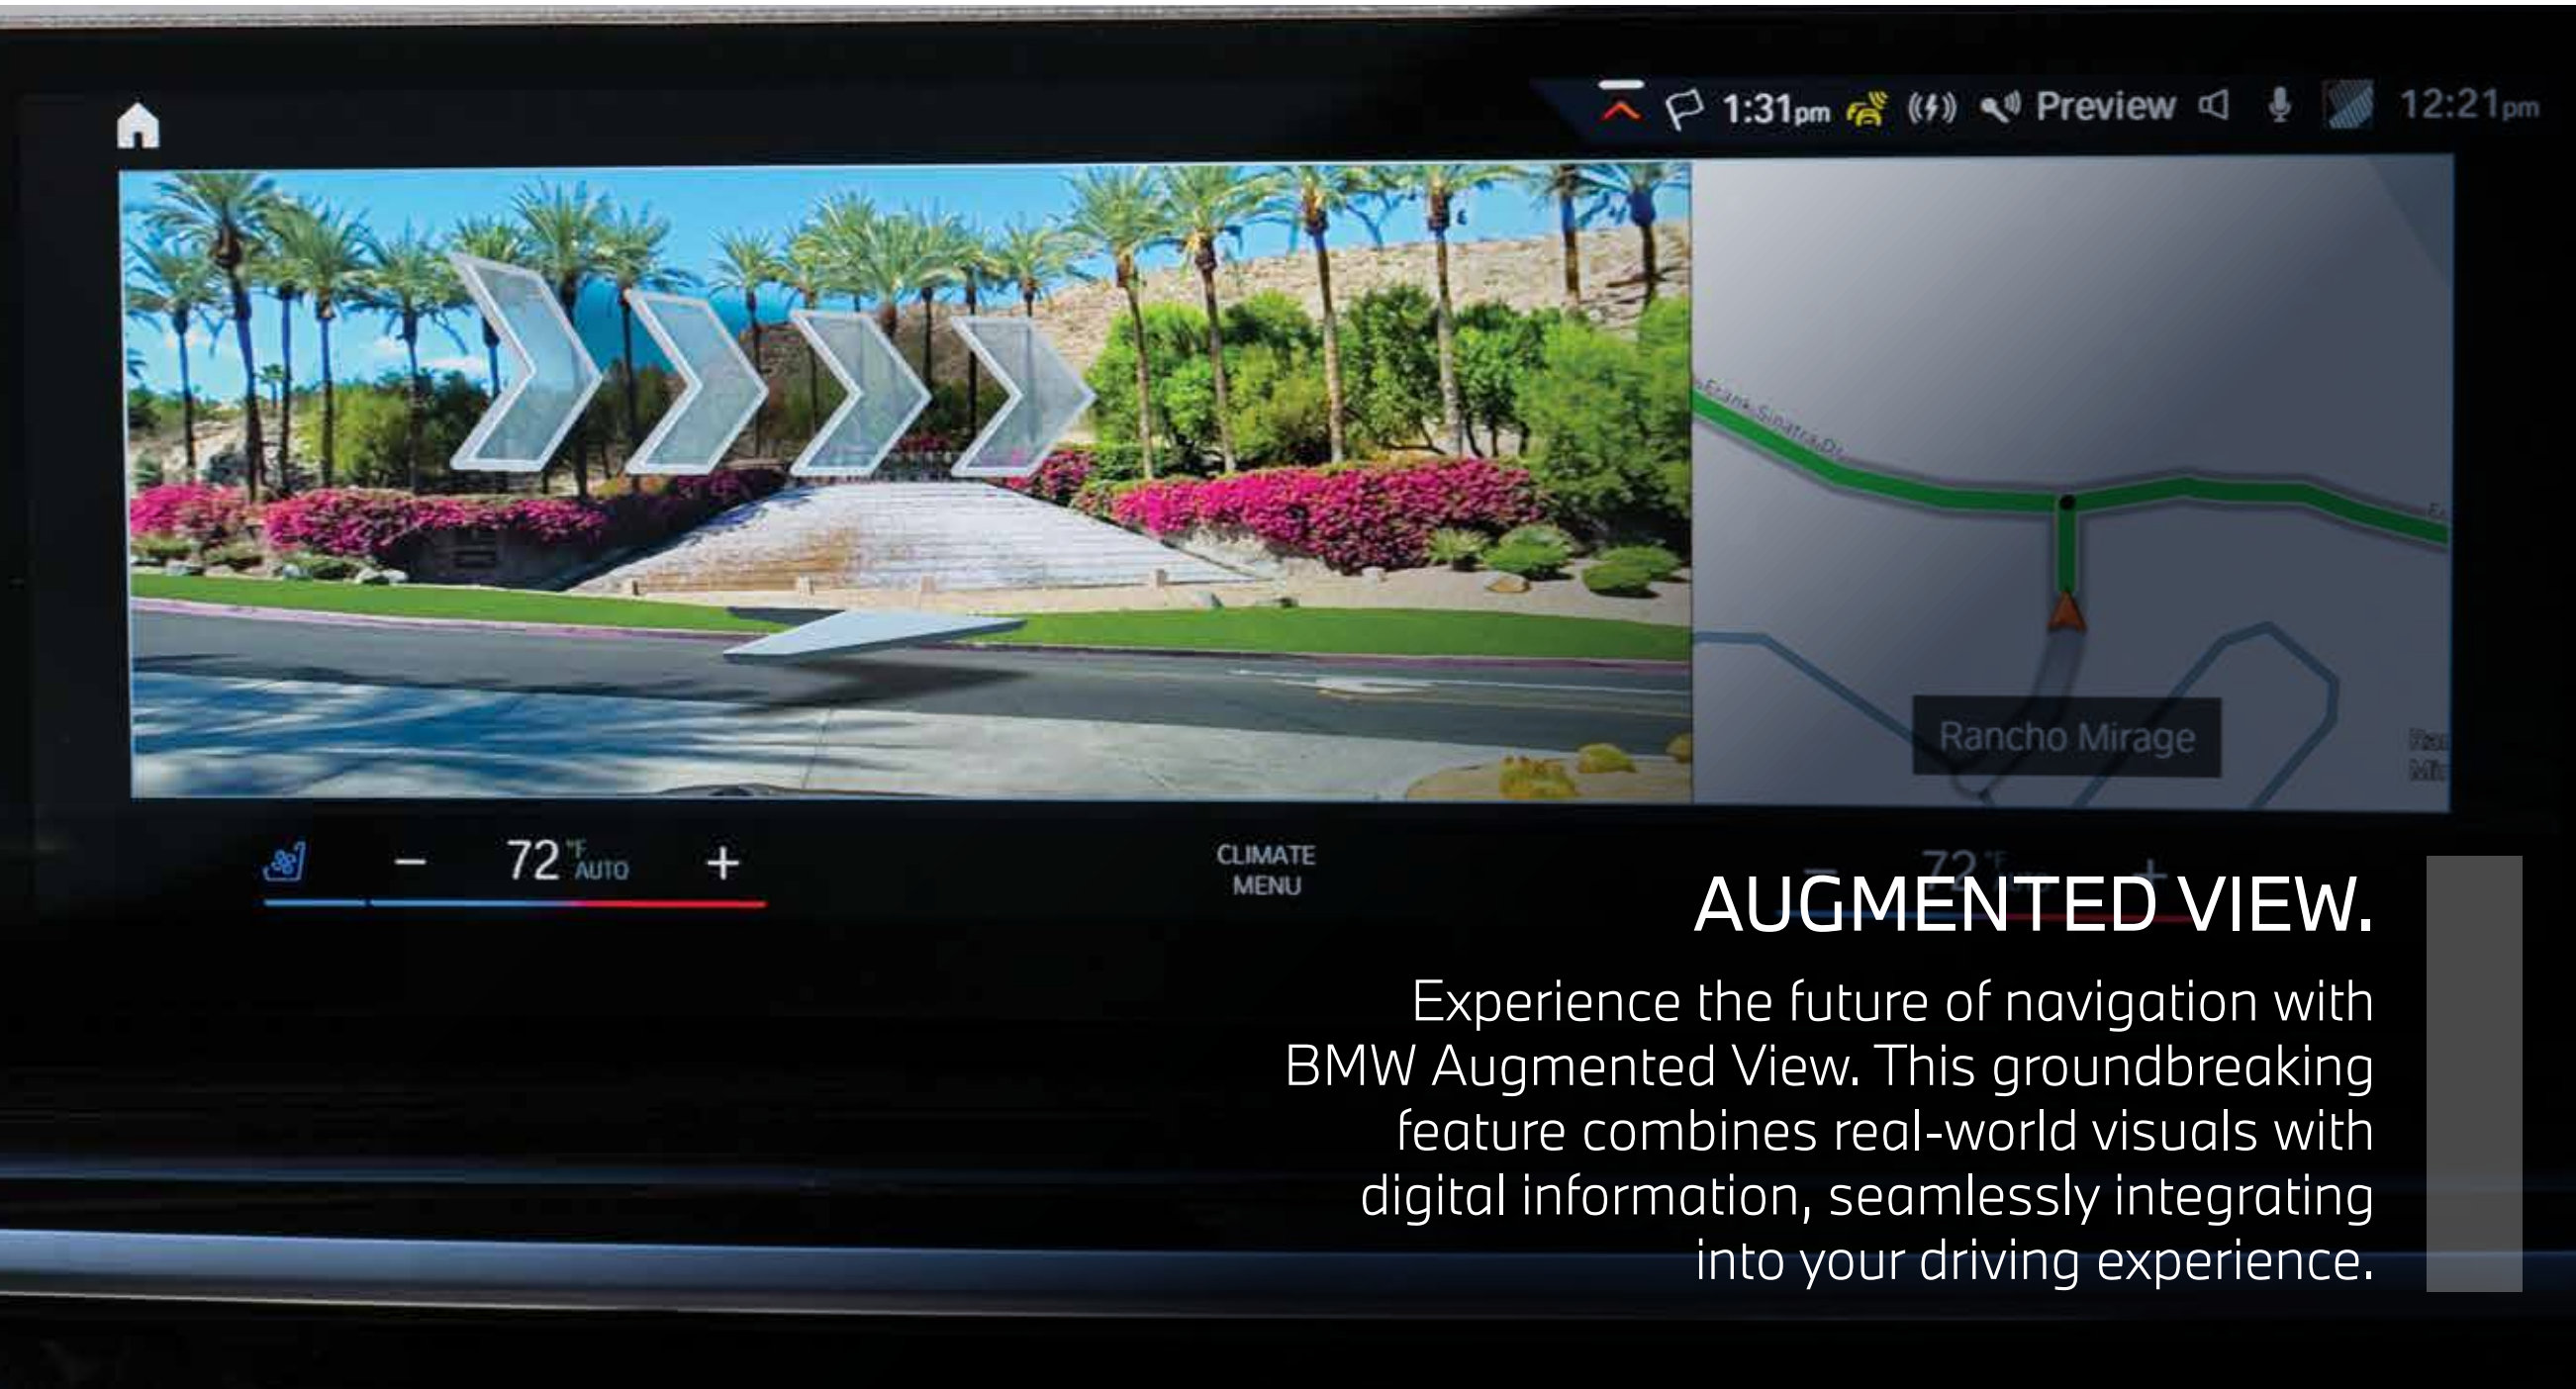 1:31pm Preview 12:21pm
Frank Sinatra Dr
Rancho Mirage
72 °F AUTO
CLIMATE
MENU
72 °F
AUGMENTED VIEW.
Experience the future of navigation with
BMW Augmented View. This groundbreaking
feature combines real-world visuals with
digital information, seamlessly integrating
into your driving experience.